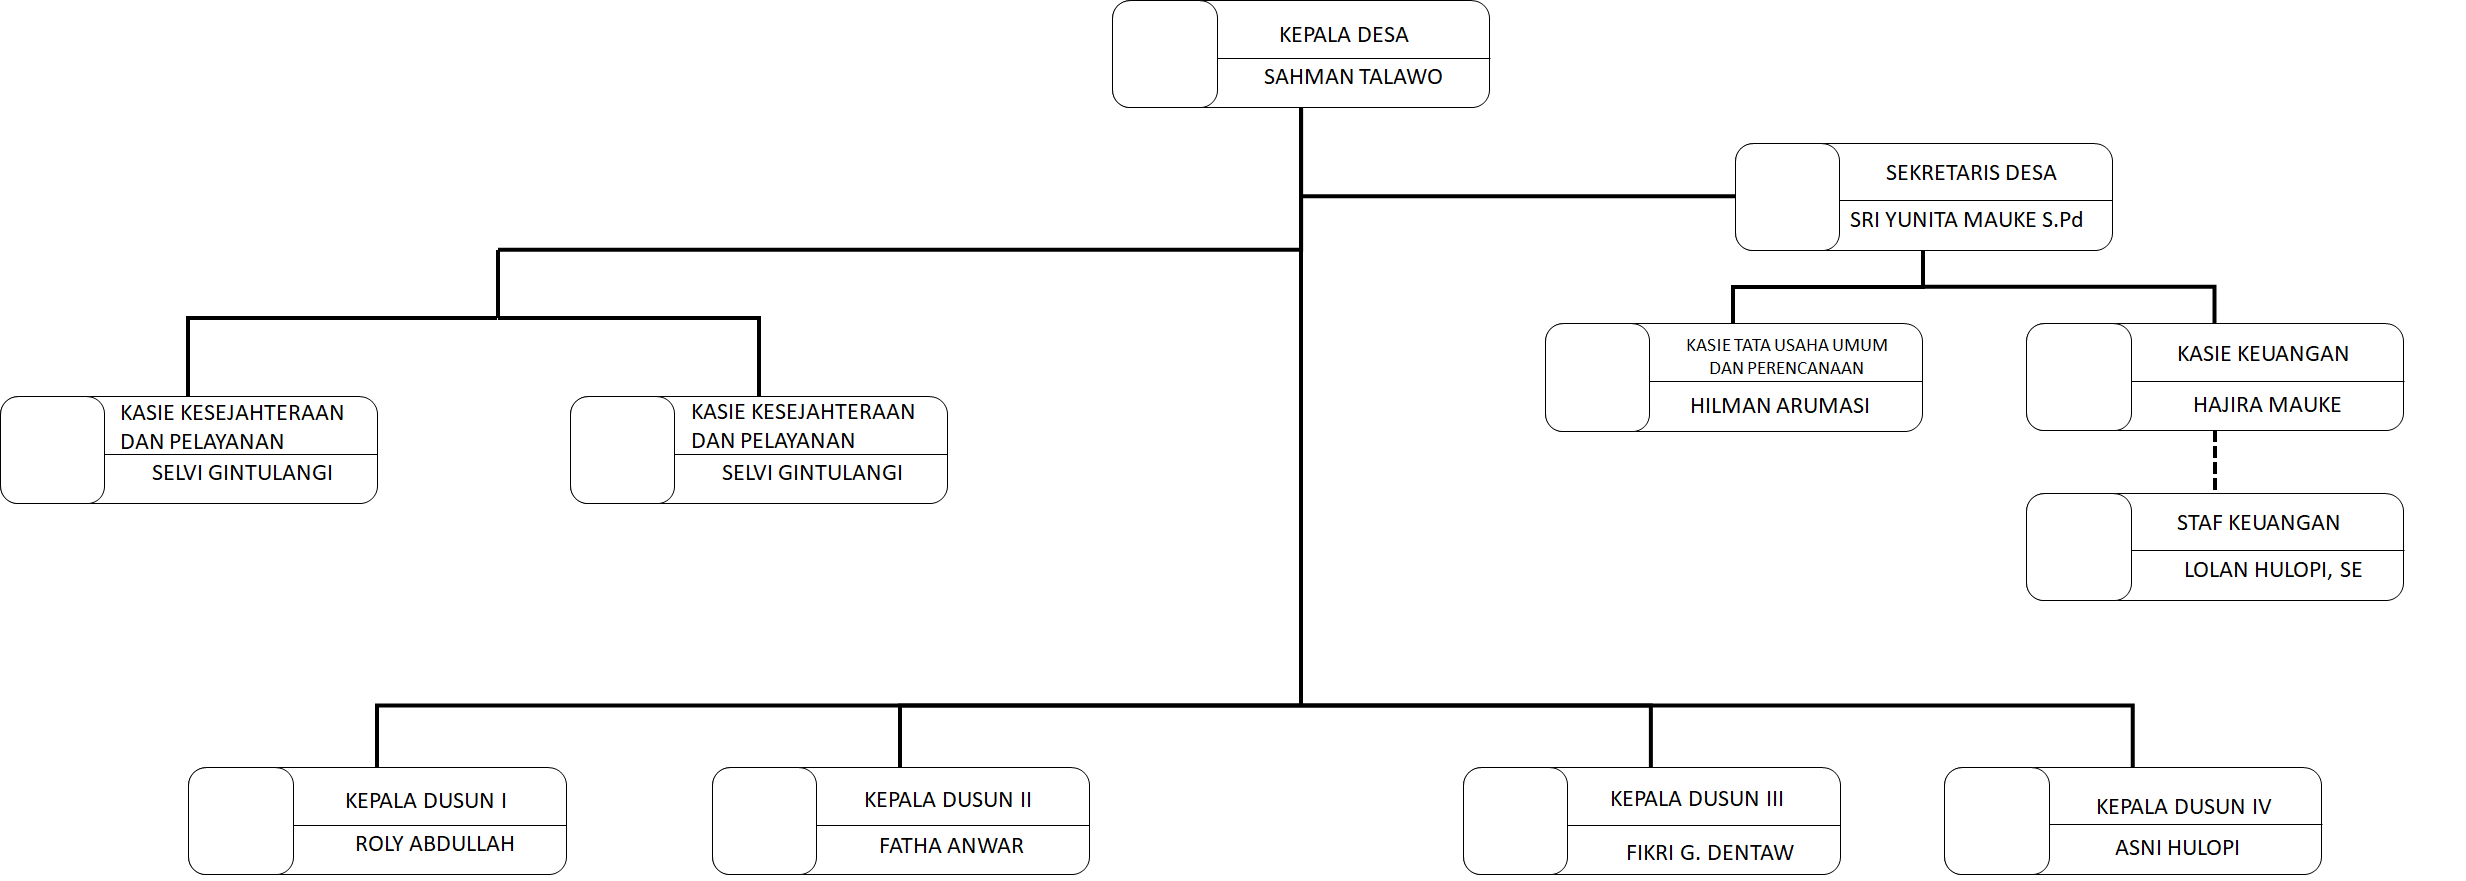 KEPALA DESA
SAHMAN TALAWO
SEKRETARIS DESA
SRI YUNITA MAUKE S.Pd
KASIE TATA USAHA UMUM
DAN PERENCANAAN
HILMAN ARUMASI
KASIE KEUANGAN
HAJIRA MAUKE
KASIE KESEJAHTERAAN
DAN PELAYANAN
SELVI GINTULANGI
KASIE KESEJAHTERAAN
DAN PELAYANAN
SELVI GINTULANGI
STAF KEUANGAN
LOLAN HULOPI, SE
KEPALA DUSUN I
ROLY ABDULLAH
KEPALA DUSUN II
FATHA ANWAR
KEPALA DUSUN III
FIKRI G. DENTAW
KEPALA DUSUN IV
ASNI HULOPI